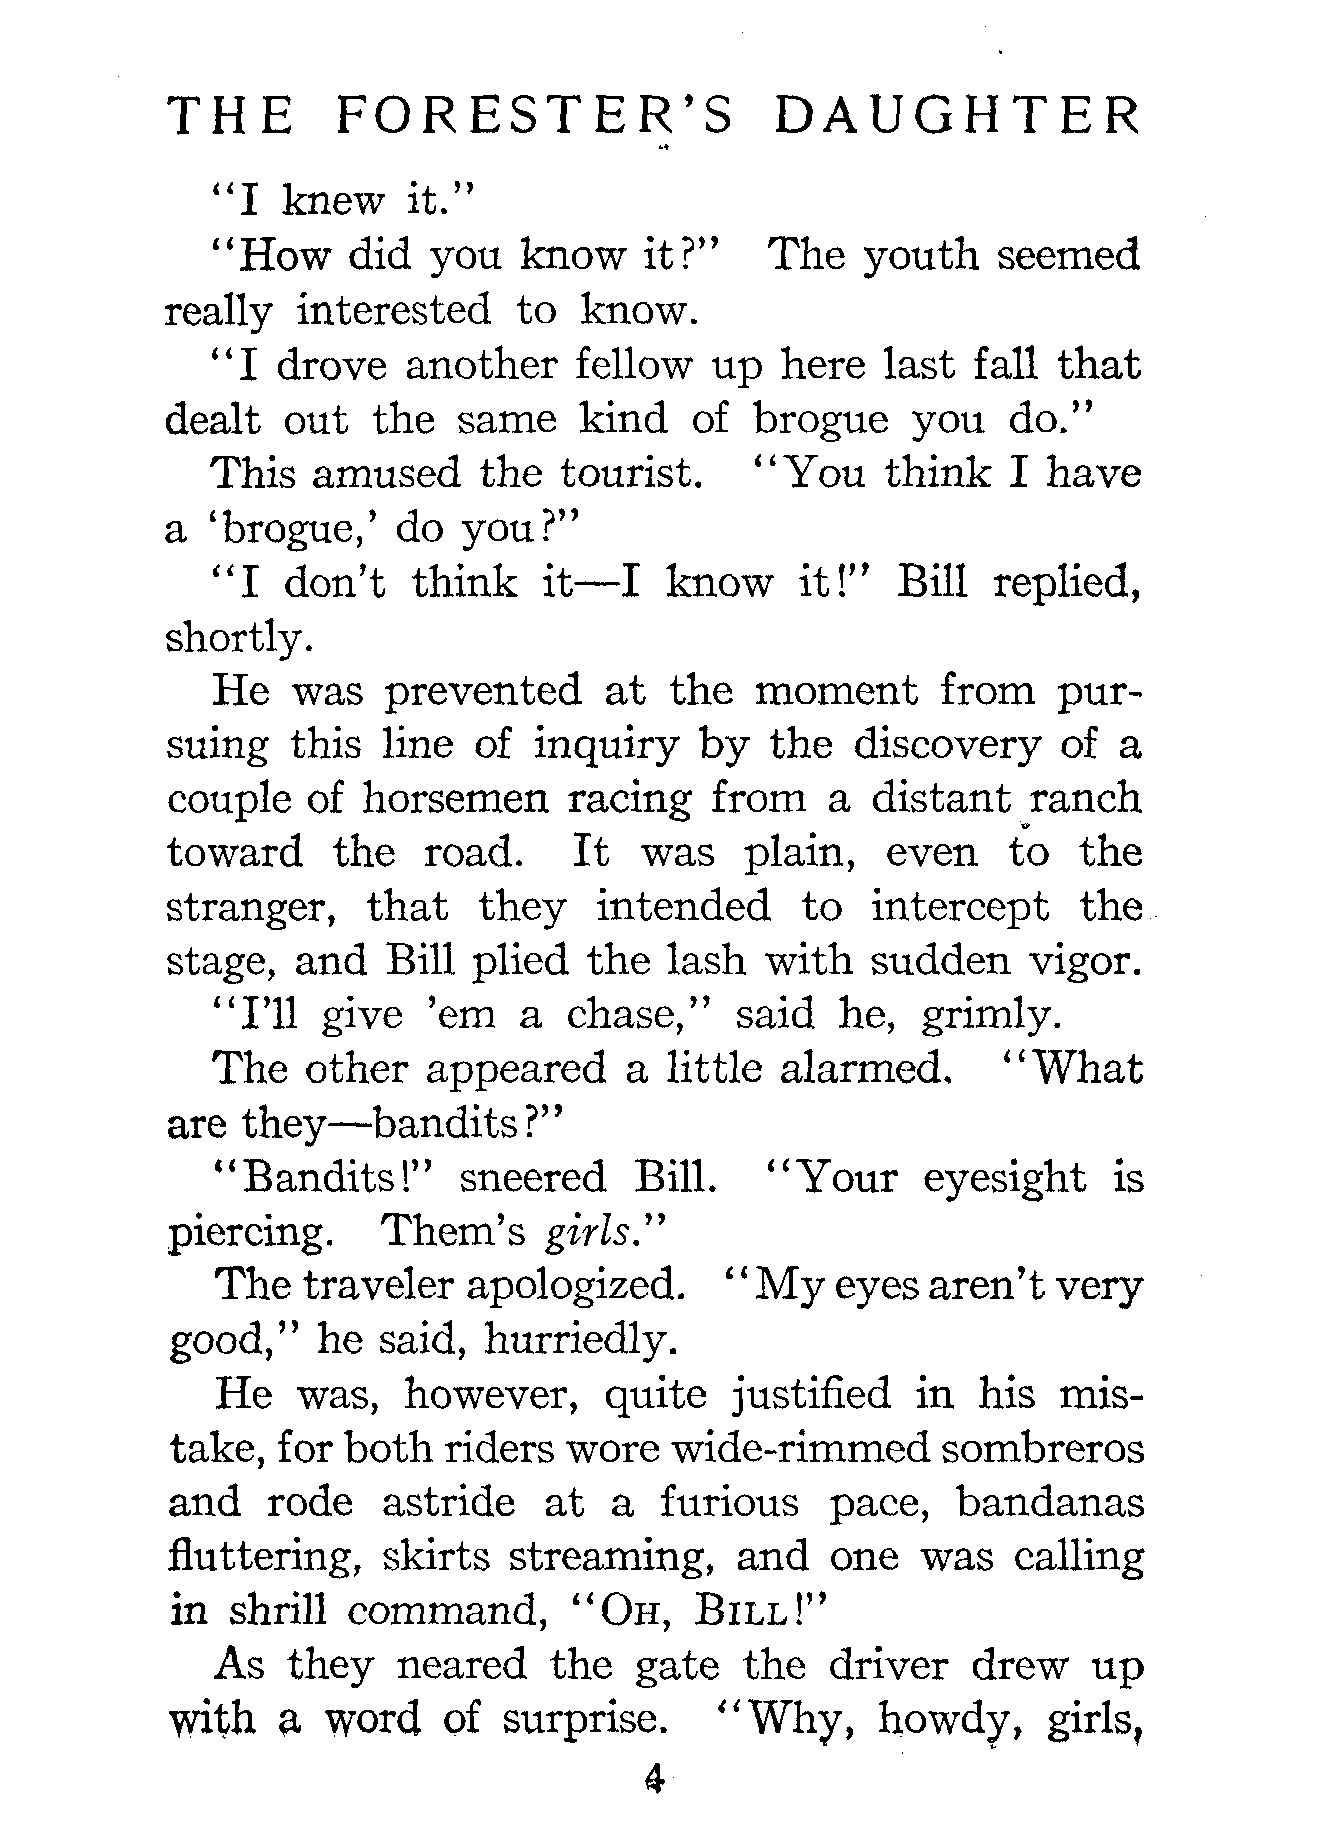 THE FORESTER'S DAUGHTER
"I knew it."
"How did you know it?" The youth seemed
really interested to know.
"I drove another fellow up here last fall that
dealt out the same kind of brogue you do."
This amused the tourist. "You think I have
a 'brogue,' do you?"
"I don't think it—I know it!" Bill replied,
shortly.
He was prevented at the moment from pur-
suing this line of inquiry by the discovery of a
couple of horsemen racing from a distant ranch
toward the road. It was plain, even to the
stranger, that they intended to intercept the
stage, and Bill plied the lash with sudden vigor.
"I'll give 'em a chase," said he, grimly.
The other appeared a little alarmed. "What
are they—bandits?"
"Bandits!" sneered Bill. "Your eyesight is
piercing. Them's girls."
The traveler apologized. "My eyes aren't very
good," he said, hurriedly.
He was, however, quite justified in his mis-
take, for both riders wore wide-rimmed sombreros
and rode astride at a furious pace, bandanas
fluttering, skirts streaming, and one was calling
in shrill command, "OH, BILL!"
As they neared the gate the driver drew up
with a word of surprise. "Why, howdy, girls,
4